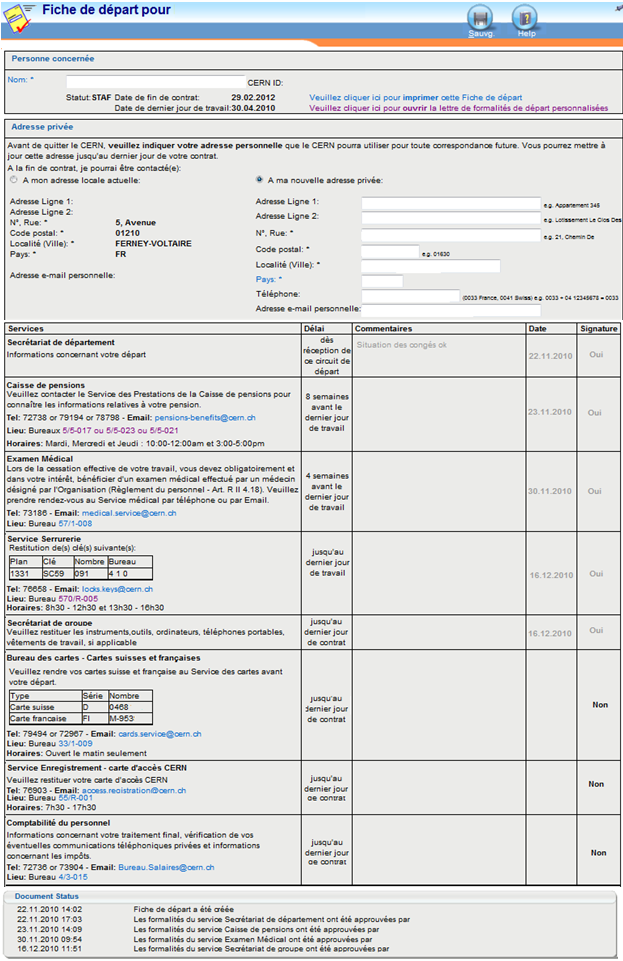 Fiche de départ pour
Sauvg. Help
Personne concernée
Nom: * CERN ID:
Statut: STAF Date de fin de contrat: 29.02.2012 Veuillez cliquer ici pour imprimer cette Fiche de départ
Date de dernier jour de travail: 30.04.2010 Veuillez cliquer ici pour ouvrir la lettre de formalités de départ personnalisées
Adresse privée
Avant de quitter le CERN, veuillez indiquer votre adresse personnelle que le CERN pourra utiliser pour toute correspondance future. Vous pourrez mettre à
jour cette adresse jusqu'au dernier jour de votre contrat.
A la fin de contrat, je pourrai être contacté(e):
A mon adresse locale actuelle: A ma nouvelle adresse privée:
Adresse Ligne 1: Adresse Ligne 1: e.g. Appartement 345
Adresse Ligne 2: Adresse Ligne 2: e.g. Lotissement Le Clos Des
N°, Rue: * 5, Avenue N°, Rue: * e.g. 21, Chemin De
Code postal: * 01210 Code postal: * e.g. 01630
Localité (Ville): * FERNEY-VOLTAIRE Localité (Ville): *
Pays: * FR Pays: *
Téléphone: (0033 France, 0041 Swiss) e.g. 0033 + 04 12345678 = 0033
Adresse e-mail personnelle: Adresse e-mail personnelle:
Services Délai Commentaires Date Signature
Secrétariat de département
Informations concernant votre départ
dès
réception de
ce circuit de
départ
Situation des congés ok
22.11.2010 Oui
Caisse de pensions
Veuillez contacter le Service des Prestations de la Caisse de pensions pour
connaître les informations relatives à votre pension.
Tel: 72738 or 79194 or 78798 - Email: pensions-benefits@cern.ch
Lieu: Bureaux 5/5-017 ou 5/5-023 ou 5/5-021
Horaires: Mardi, Mercredi et Jeudi : 10:00-12:00am et 3:00-5:00pm
8 semaines
avant le
dernier jour
de travail
23.11.2010 Oui
Examen Médical
Lors de la cessation effective de votre travail, vous devez obligatoirement et
dans votre intérêt, bénéficier d'un examen médical effectué par un médecin
désigné par l'Organisation (Règlement du personnel - Art. R II 4.18). Veuillez
prendre rendez-vous au Service médical par téléphone ou par Email.
Tel: 73186 - Email: medical.service@cern.ch
Lieu: Bureau 57/1-008
4 semaines
avant le
dernier jour
de travail
30.11.2010 Oui
Service Serrurerie
Restitution de(s) clé(s) suivante(s):
Plan Clé Nombre Bureau
1331 SC59 091 4 1 0
Tel: 76658 - Email: locks.keys@cern.ch
Lieu: Bureau 570/R-005
Horaires: 8h30 - 12h30 et 13h30 - 16h30
jusqu'au
dernier jour
de travail
16.12.2010 Oui
Secrétariat de groupe
Veuillez restituer les instruments,outils, ordinateurs, téléphones portables,
vêtements de travail, si applicable
jusqu'au
dernier jour
de contrat
16.12.2010 Oui
Bureau des cartes - Cartes suisses et françaises
Veuillez rendre vos cartes suisse et française au Service des cartes avant
votre départ.
Type Série Nombre
Carte suisse D 0468
Carte francaise FI M-953
Tel: 79494 or 72967 - Email: cards.service@cern.ch
Lieu: Bureau 33/1-009
Horaires: Ouvert le matin seulement
jusqu'au
dernier jour
de contrat
Non
Service Enregistrement - carte d'accès CERN
Veuillez restituer votre carte d'accès CERN
Tel: 76903 - Email: access.registration@cern.ch
Lieu: Bureau 55/R-001
Horaires: 7h30 - 17h30
jusqu'au
dernier jour
de contrat
Non
Comptabilité du personnel
Informations concernant votre traitement final, vérification de vos
éventuelles communications téléphoniques privées et informations
concernant les impôts.
Tel: 72736 or 73904 - Email: Bureau.Salaires@cern.ch
Lieu: Bureau 4/3-015
jusqu'au
dernier jour
de contrat
Non
Document Status
22.11.2010 14:02 Fiche de départ a été créée
22.11.2010 17:03 Les formalités du service Secrétariat de département ont été approuvées par
23.11.2010 14:09 Les formalités du service Caisse de pensions ont été approuvées par
30.11.2010 09:54 Les formalités du service Examen Médical ont été approuvées par
16.12.2010 11:51 Les formalités du service Secrétariat de groupe ont été approuvées par